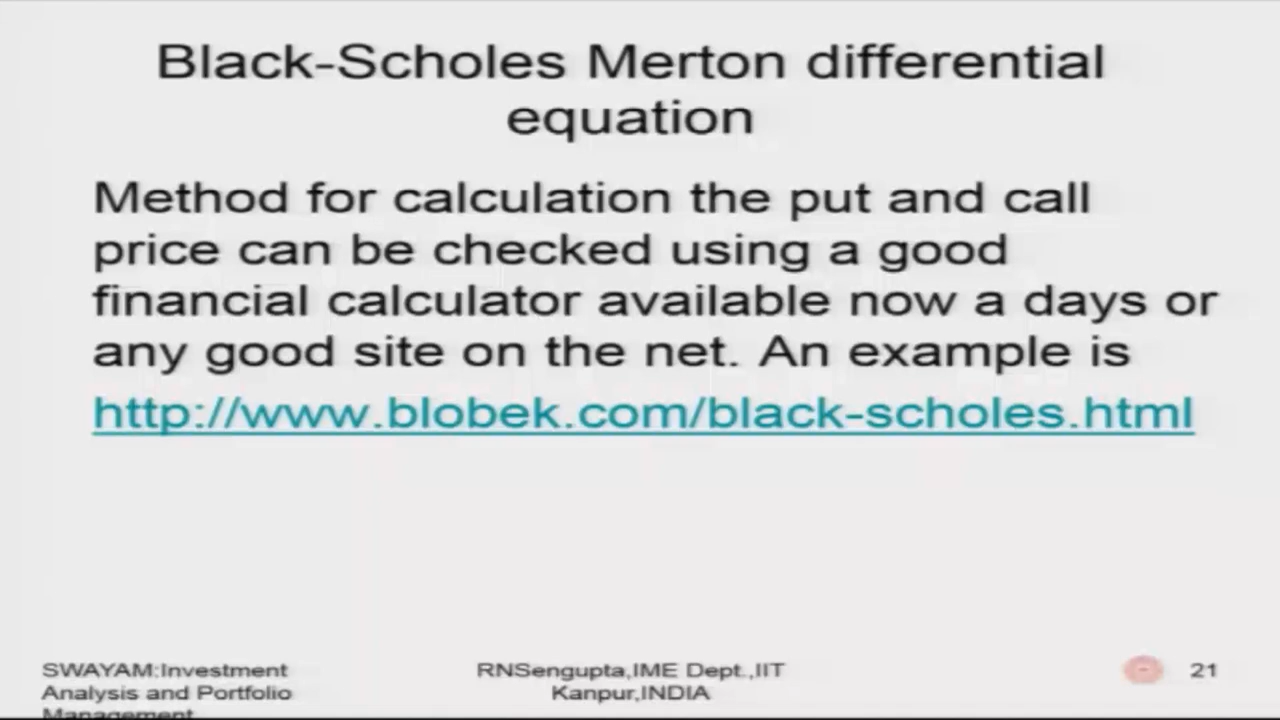 Black-Scholes Merton differential
equation
Method for calculation the put and call
price can be checked using a good
financial calculator available now a days or
any good site on the net. An example is
http://www.blobek.com/black-scholes.html
SWAYAM:Investment
Analysis and Portfolio
Management
RNSengupta,IME Dept.,IIT
Kanpur,INDIA
21